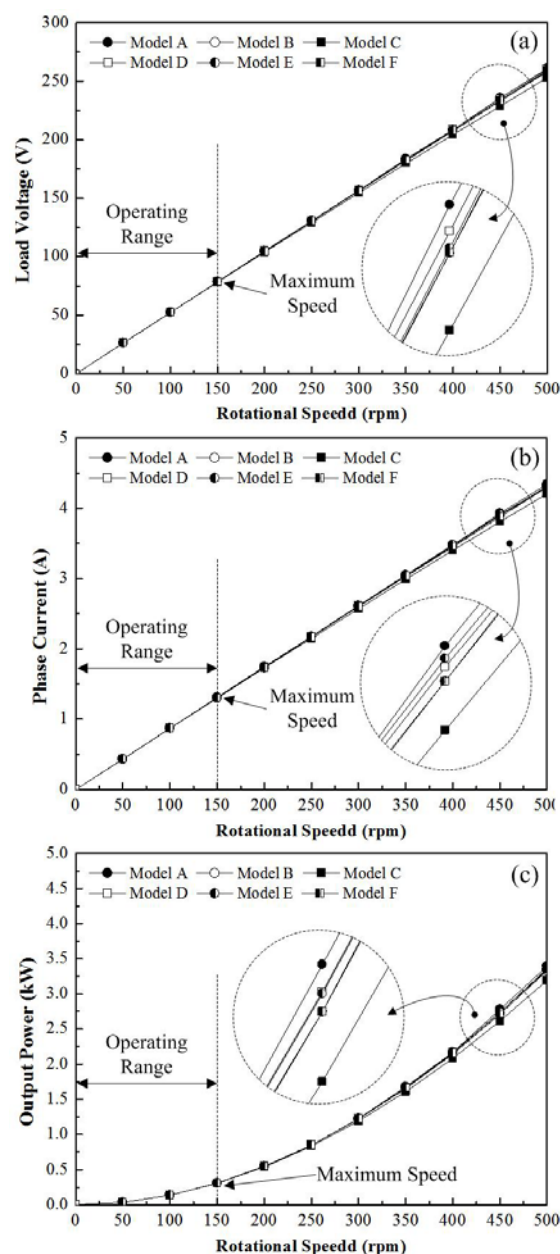 300
(a)
Model A Model B Model C
Model D Model E Model F
250
200
150
100
50
0
Load Voltage (V)
Operating
Range
Maximum
Speed
0 50 100 150 200 250 300 350 400 450 500
Rotational Speedd (rpm)
5
(b)
Model A Model B Model C
Model D Model E Model F
4
3
2
1
0
Phase Current (A)
Operating
Range
Maximum
Speed
0 50 100 150 200 250 300 350 400 450 500
Rotational Speedd (rpm)
5.0
(c)
Model A Model B Model C
Model D Model E Model F
4.5
4.0
3.5
3.0
2.5
2.0
1.5
1.0
0.5
0.0
Output Power (kW)
Operating
Range
Maximum Speed
0 50 100 150 200 250 300 350 400 450 500
Rotational Speedd (rpm)